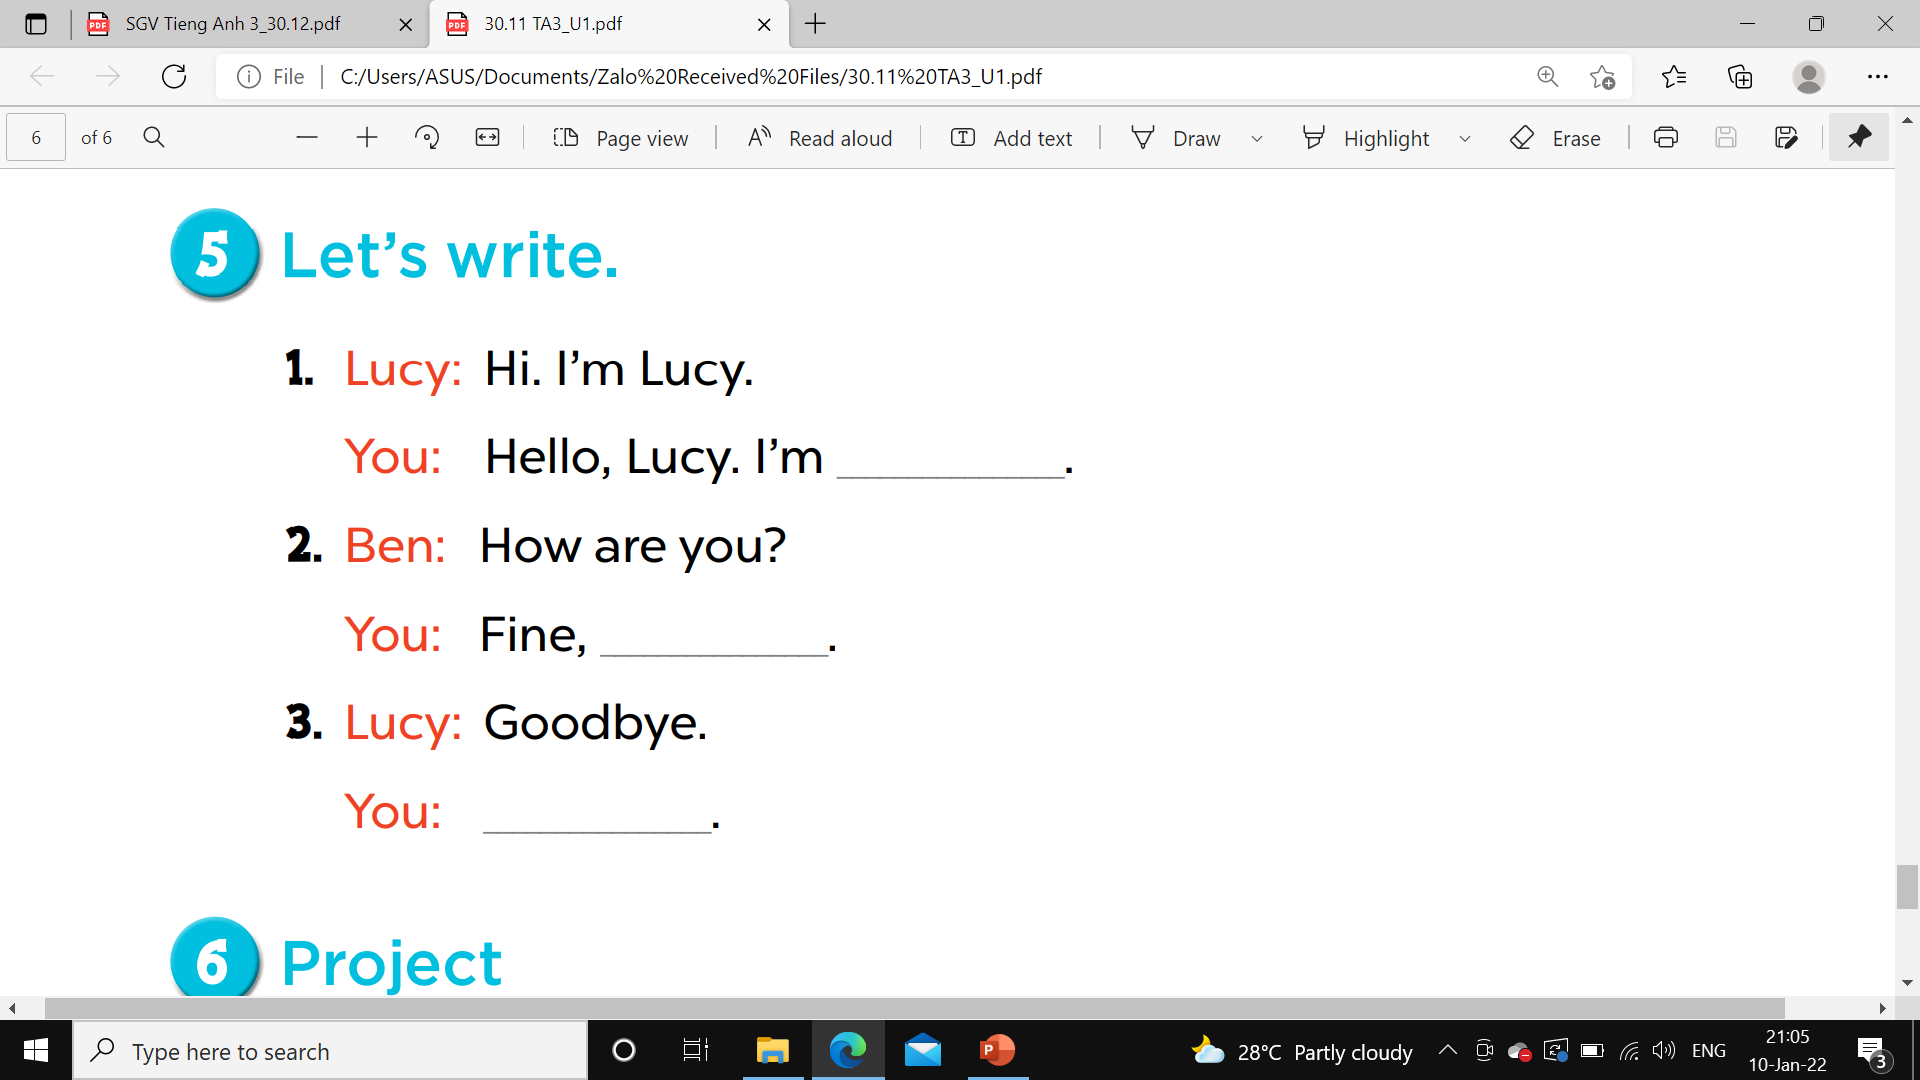 SGV Tieng Anh 3_30.12.pdf
30.11 TA3_U1.pdf
File
C:/Users/ASUS/Documents/Zalo%20Received%20Files/30.11%20TA3_U1.pdf
6 of 6
Page view
Read aloud
Add text
Draw
Highlight
Erase
5 Let's write.
1. Lucy: Hi. I'm Lucy.
You: Hello, Lucy. I'm __________.
2. Ben: How are you?
You: Fine, __________.
3. Lucy: Goodbye.
You: __________.
6 Project
Type here to search
28°C Partly cloudy
ENG
21:05
10-Jan-22
3